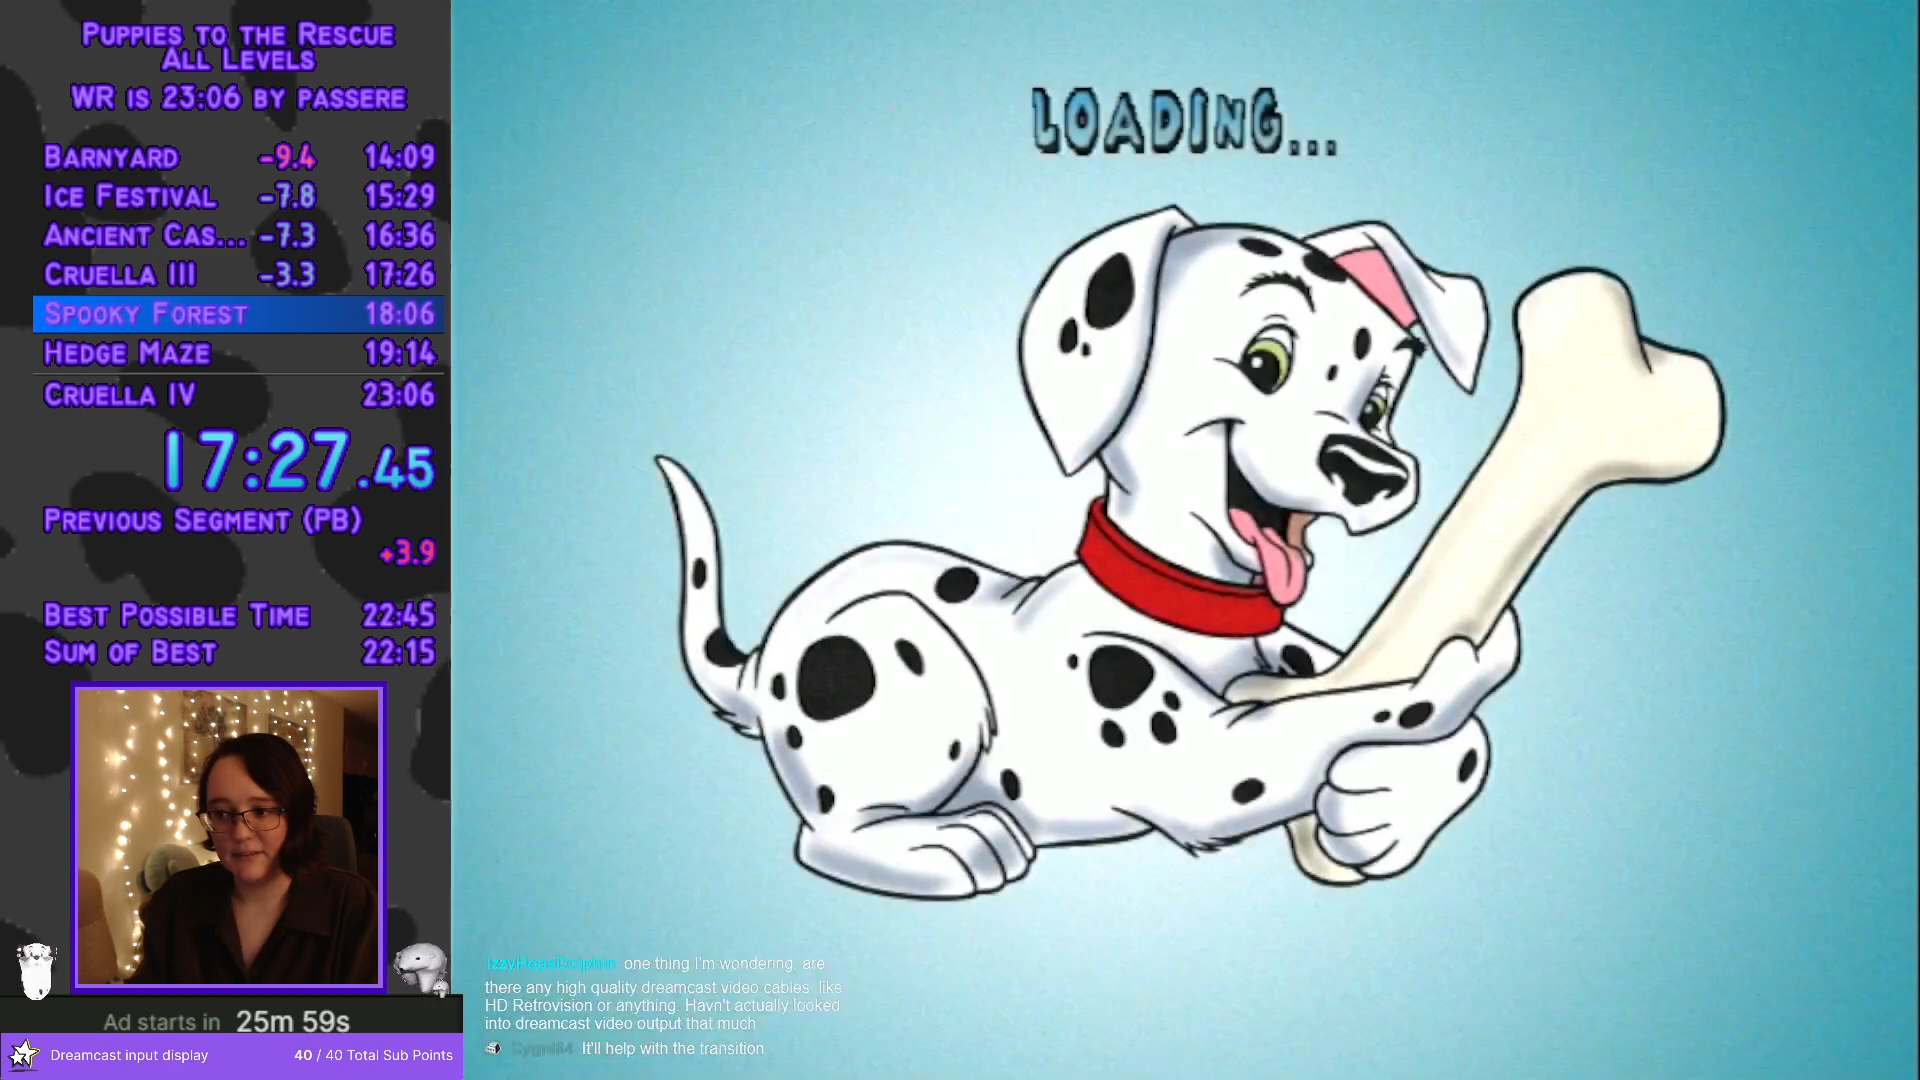 Puppies to the Rescue
All Levels
WR is 23:06 by passere
Barnyard -9.4 14:09
Ice Festival -7.8 15:29
Ancient Cas... -7.3 16:36
Cruella III -3.3 17:26
Spooky Forest 18:06
Hedge Maze 19:14
Cruella IV 23:06
17:27.45
Previous Segment (PB)
+3.9
Best Possible Time 22:45
Sum of Best 22:15
Ad starts in 25m 59s
Dreamcast input display 40 / 40 Total Sub Points
LOADING...
IzzyHopeDolphin one thing I'm wondering. are
there any high quality dreamcast video cables like
HD Retrovision or anything. Havn't actually looked
into dreamcast video output that much
It'll help with the transition